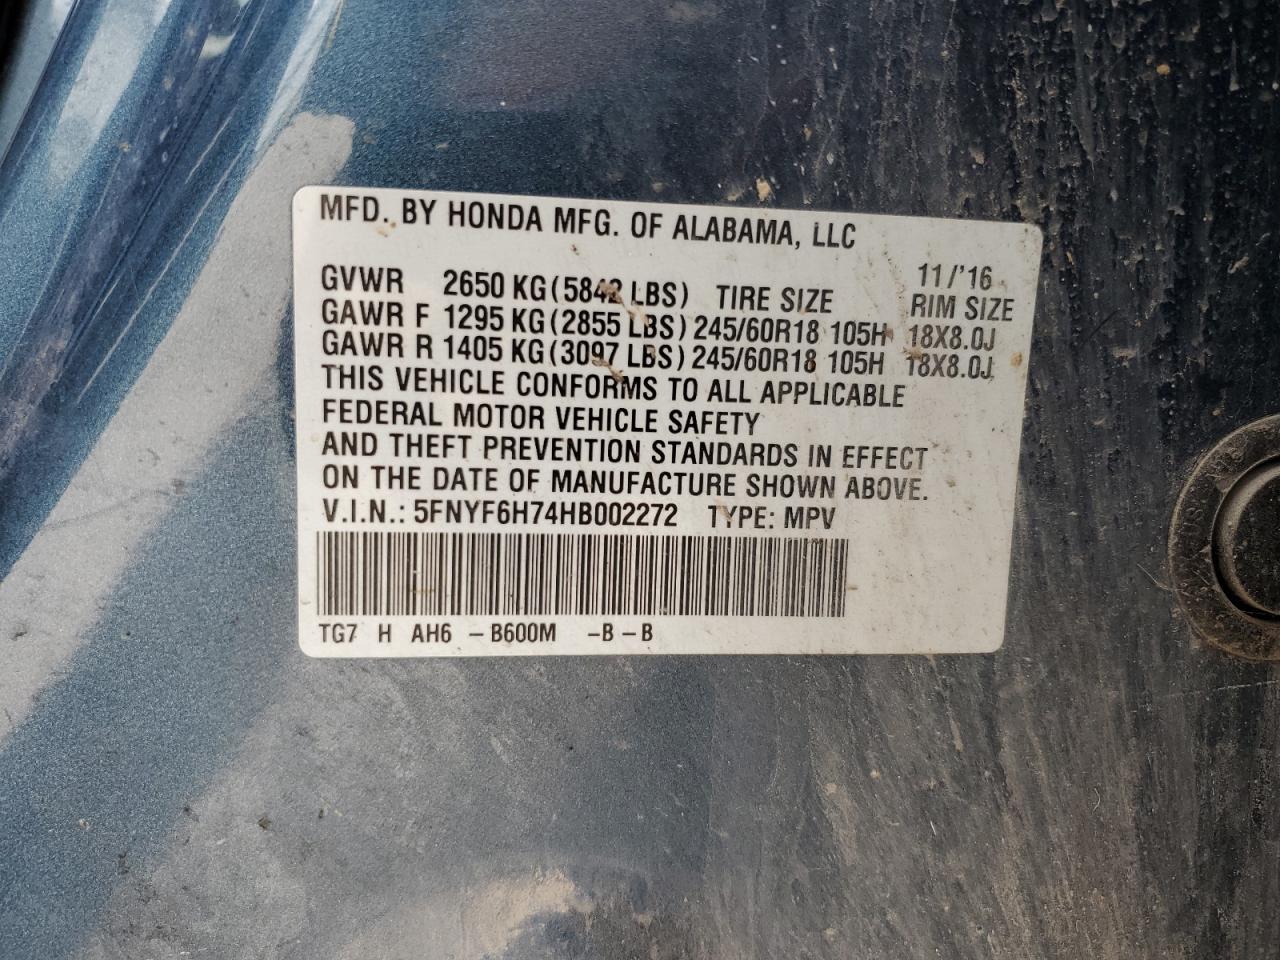 MFD. BY HONDA MFG. OF ALABAMA, LLC
11/'16
GVWR 2650 KG(5842 LBS) TIRE SIZE RIM SIZE
GAWR F 1295 KG(2855 LBS) 245/60R18 105H 18X8.0J
GAWR R 1405 KG(3097 LBS) 245/60R18 105H 18X8.0J
THIS VEHICLE CONFORMS TO ALL APPLICABLE
FEDERAL MOTOR VEHICLE SAFETY
AND THEFT PREVENTION STANDARDS IN EFFECT
ON THE DATE OF MANUFACTURE SHOWN ABOVE.
V.I.N.: 5FNYF6H74HB002272 TYPE: MPV
TG7 H AH6 -B600M -B-B